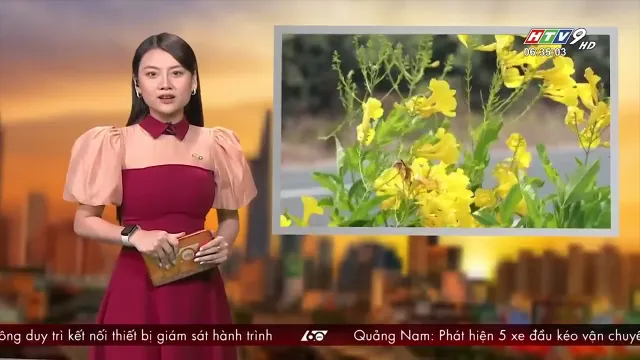 HTV9 HD
06:35:03
ông duy trì kết nối thiết bị giám sát hành trình
Quảng Nam: Phát hiện 5 xe đầu kéo vận chuyể